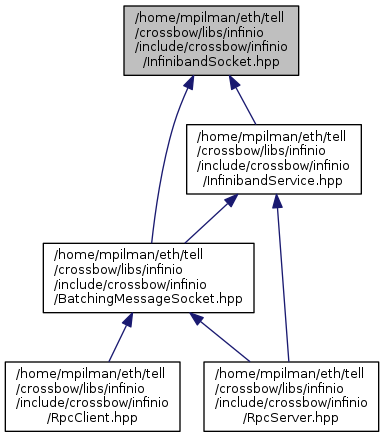 /home/mpilman/eth/tell
/crossbow/libs/infinio
/include/crossbow/infinio
/InfinibandSocket.hpp
/home/mpilman/eth/tell
/crossbow/libs/infinio
/include/crossbow/infinio
/InfinibandService.hpp
/home/mpilman/eth/tell
/crossbow/libs/infinio
/include/crossbow/infinio
/BatchingMessageSocket.hpp
/home/mpilman/eth/tell
/crossbow/libs/infinio
/include/crossbow/infinio
/RpcClient.hpp
/home/mpilman/eth/tell
/crossbow/libs/infinio
/include/crossbow/infinio
/RpcServer.hpp